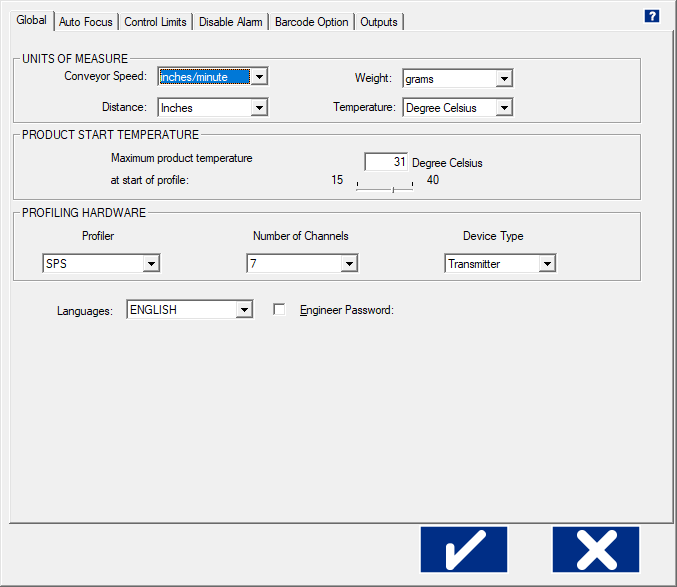 Global Auto Focus Control Limits Disable Alarm Barcode Option Outputs ?
UNITS OF MEASURE
Conveyor Speed: inches/minute Weight: grams
Distance: Inches Temperature: Degree Celsius
PRODUCT START TEMPERATURE
Maximum product temperature 31 Degree Celsius
at start of profile: 15 40
PROFILING HARDWARE
Profiler Number of Channels Device Type
SPS 7 Transmitter
Languages: ENGLISH Engineer Password: